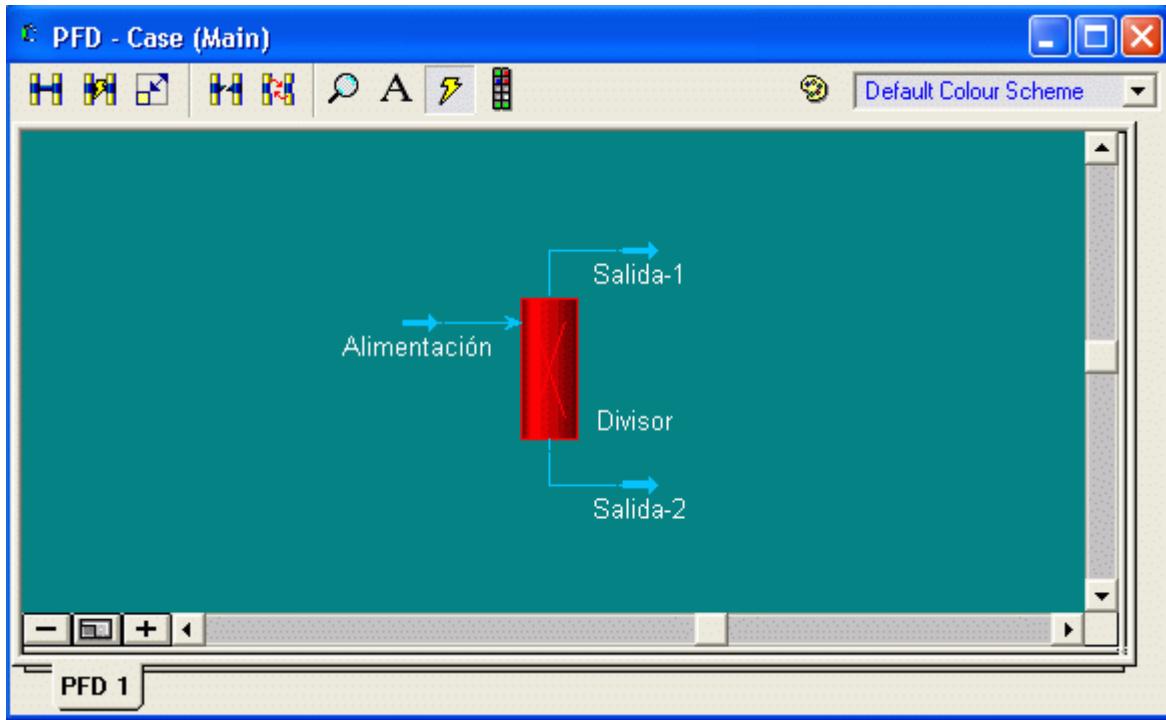 PFD - Case (Main)
A
Default Colour Scheme
Salida-1
Alimentación
Divisor
Salida-2
PFD 1